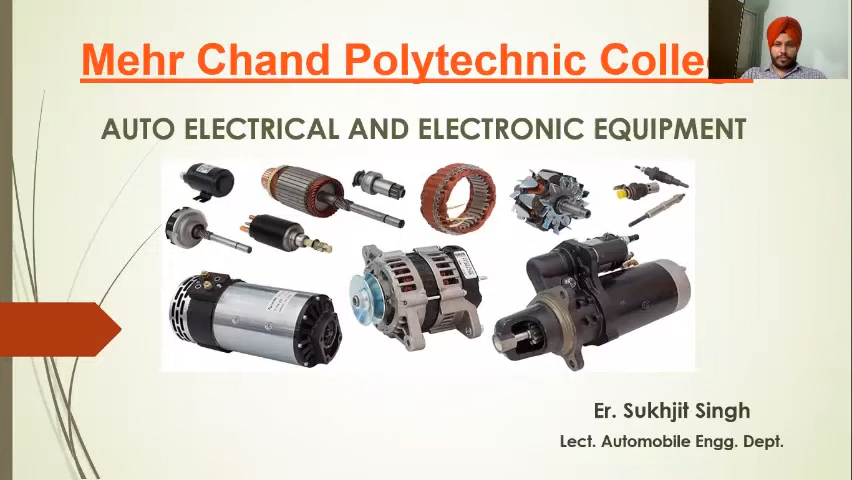 Mehr Chand Polytechnic Colleg
AUTO ELECTRICAL AND ELECTRONIC EQUIPMENT
Er. Sukhjit Singh
Lect. Automobile Engg. Dept.